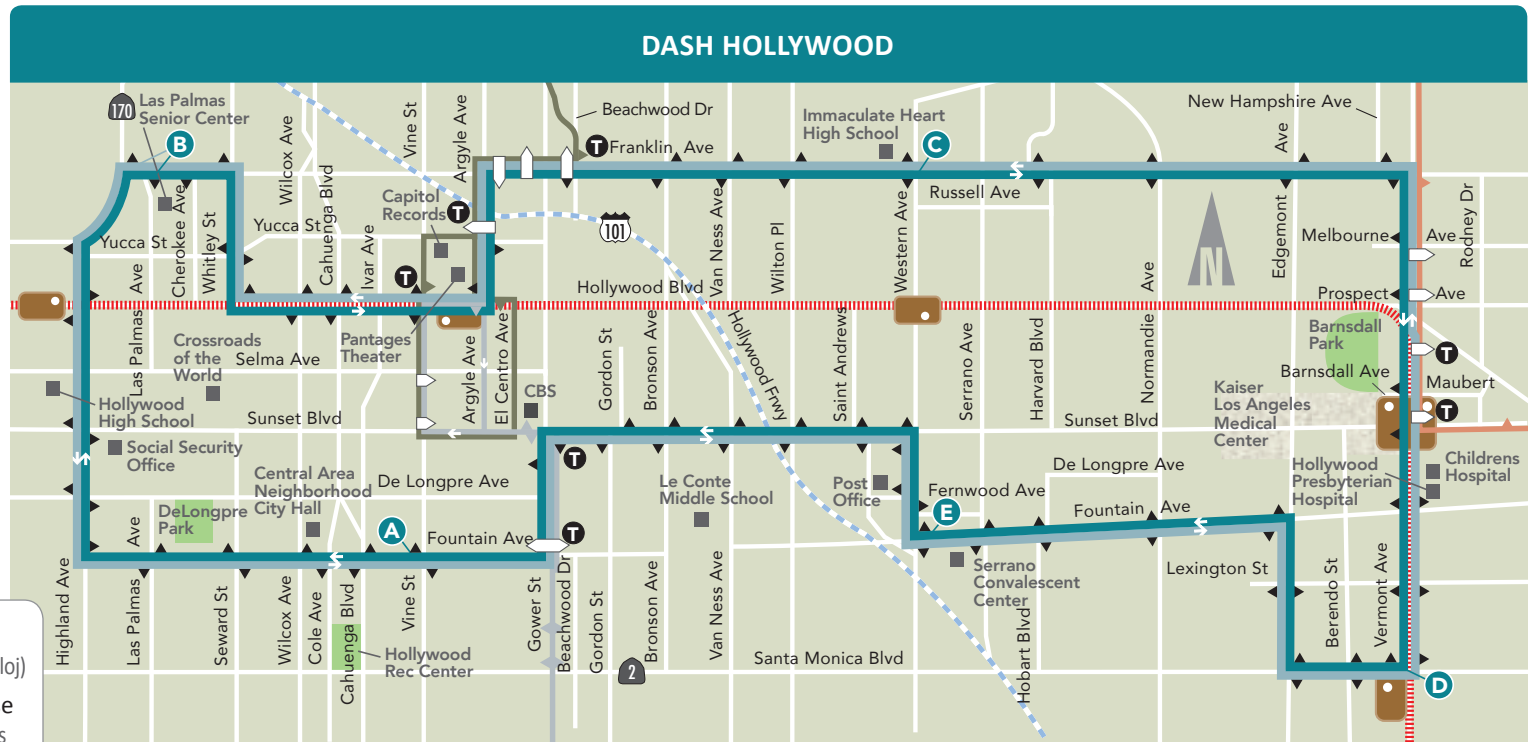 DASH HOLLYWOOD
170
Las Palmas
Senior Center
B
Wilcox Ave
Vine St
Argyle Ave
Beachwood Dr
T
Franklin Ave
Immaculate Heart
High School
C
New Hampshire Ave
Ave
Cherokee Ave
Whitley St
Yucca St
Yucca St
Cahuenga Blvd
Ivar Ave
Capitol
Records
T
101
Van Ness Ave
Wilton Pl
Western Ave
Russell Ave
N
Edgemont
Melbourne
Ave
Rodney Dr
Las Palmas Ave
T
Hollywood Blvd
Prospect
Ave
Crossroads
of the
World
Selma Ave
Pantages
Theater
Argyle Ave
El Centro Ave
CBS
Gordon St
Bronson Ave
Hollywood Frwy
Saint Andrews
Serrano Ave
Harvard Blvd
Normandie
Ave
Barnsdall
Park
Barnsdall Ave
T
Maubert
Hollywood
High School
Sunset Blvd
Sunset Blvd
Kaiser
Los Angeles
Medical
Center
T
Social Security
Office
Central Area
Neighborhood
City Hall
De Longpre Ave
T
Le Conte
Middle School
Post
Office
De Longpre Ave
Hollywood
Presbyterian
Hospital
Childrens
Hospital
DeLongpre
Park
Ave
A
Fountain Ave
T
Fernwood Ave
E
Fountain Ave
Highland Ave
Las Palmas
Seward St
Wilcox Ave
Cole Ave
Cahuenga Blvd
Vine St
Hollywood
Rec Center
Gower St
Beachwood Dr
Gordon St
Bronson Ave
2
Van Ness Ave
Santa Monica Blvd
Serrano
Convalescent
Center
Hobart Blvd
Lexington St
Berendo St
Vermont Ave
D
loj)
e
s